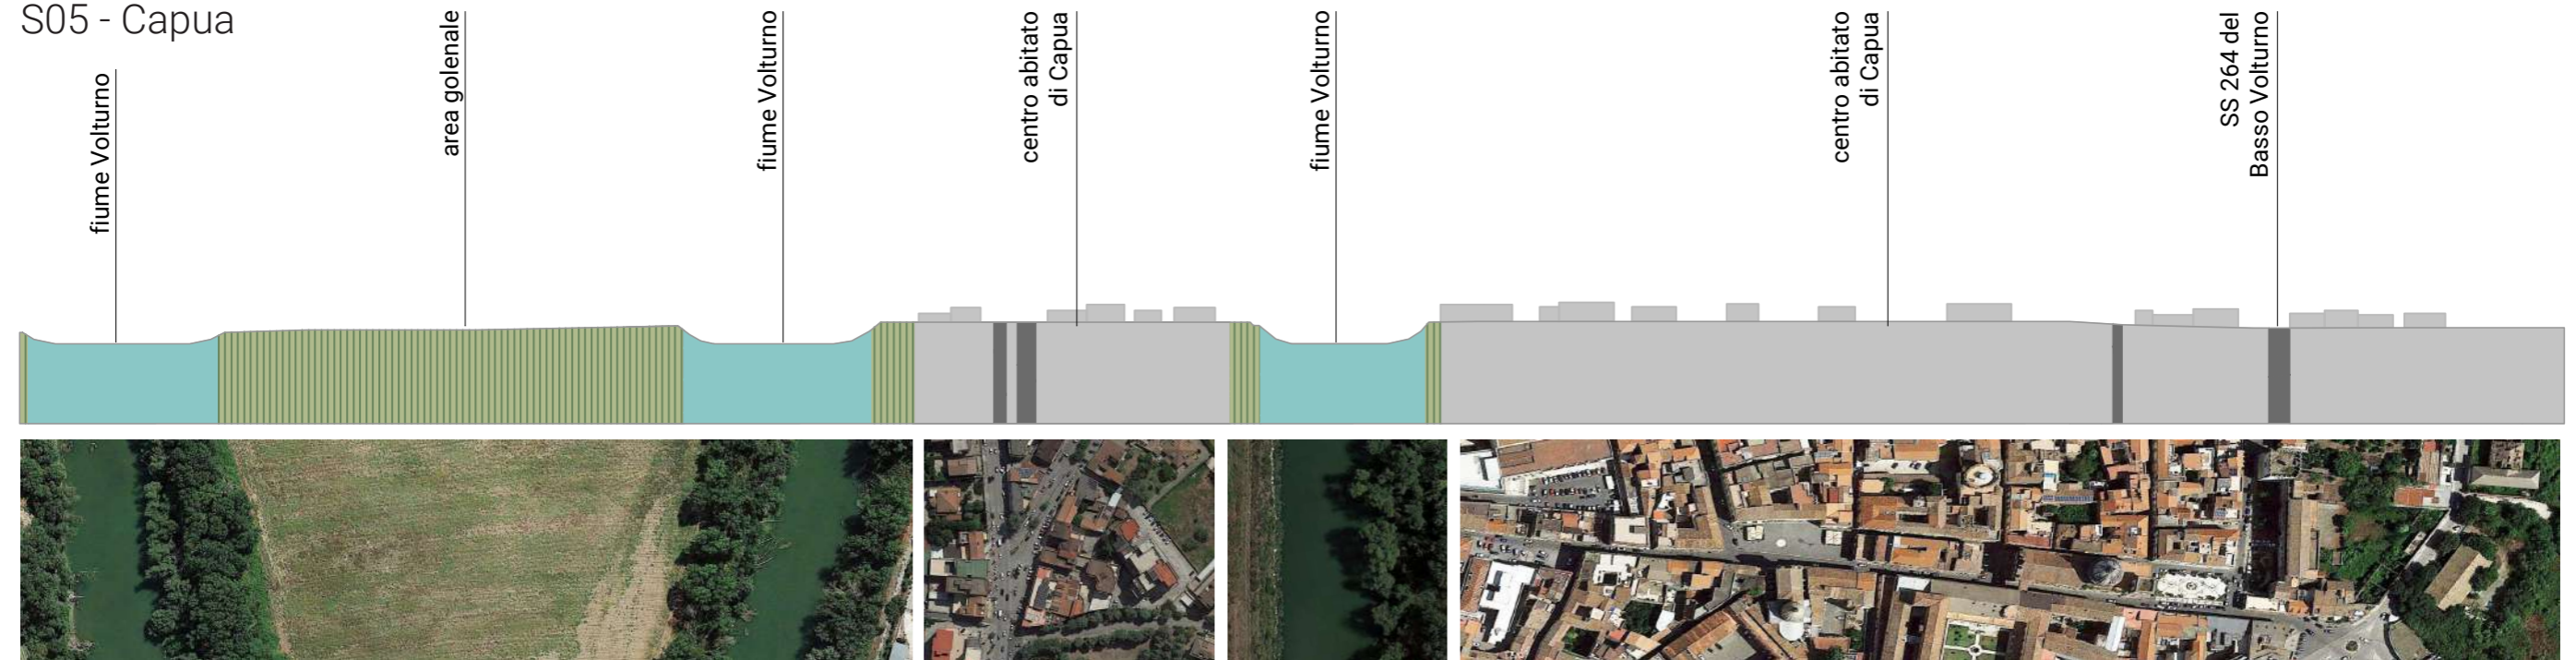 S05 - Capua
fiume Volturno
area golenale
fiume Volturno
centro abitato
di Capua
fiume Volturno
centro abitato
di Capua
SS 264 del
Basso Volturno